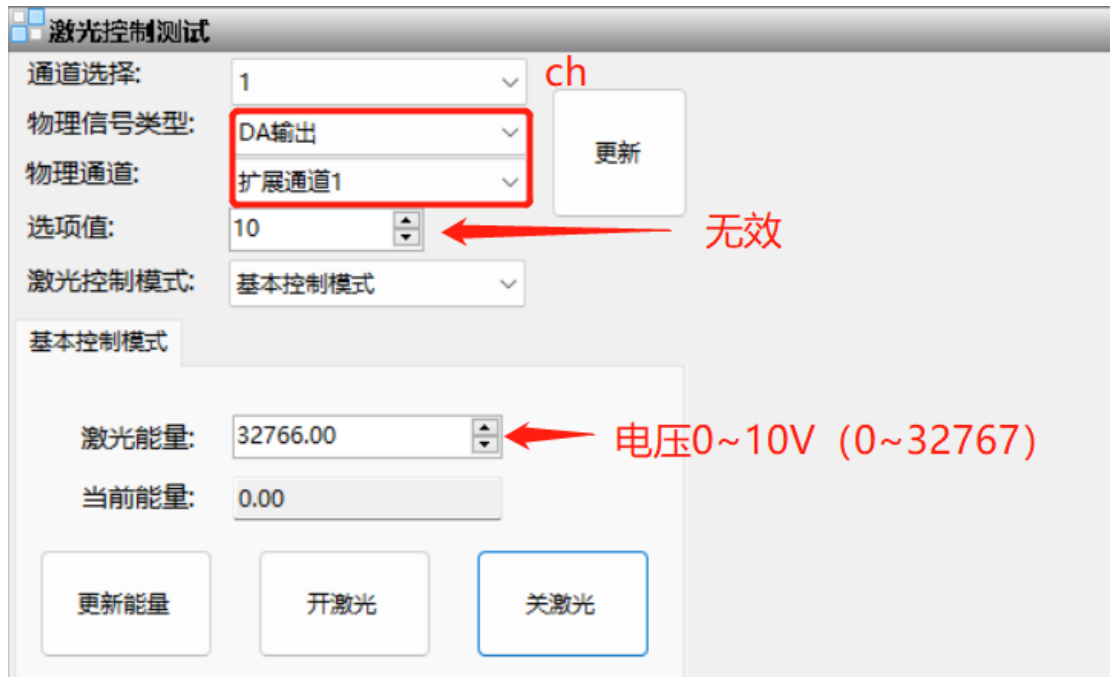 激光控制测试
通道选择: 1 ch
物理信号类型: DA输出
物理通道: 扩展通道1
更新
选项值: 10 无效
激光控制模式: 基本控制模式
基本控制模式
激光能量: 32766.00 电压0~10V（0~32767）
当前能量: 0.00
更新能量 开激光 关激光